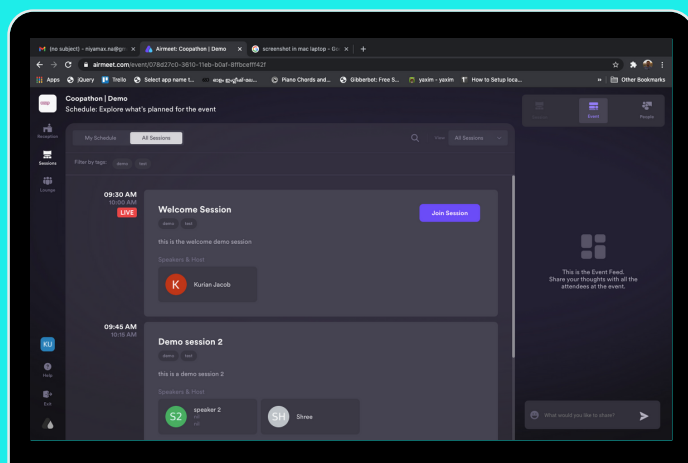 (no subject) - niyamax.na@gm
Airmeet: Coopathon | Demo
screenshot in mac laptop - Go
airmeet.com/event/078d27c0-3610-11eb-b0af-8ffbcefff42f
Apps
jQuery
Trello
Select app name t...
Piano Chords and...
Gibberbot: Free S...
yaxim - yaxim
How to Setup loca...
»
Other Bookmarks
Coopathon | Demo
Schedule: Explore what's planned for the event
Reception
Sessions
Lounge
My Schedule
All Sessions
View
All Sessions
Event
People
Filter by tags:
demo
test
09:30 AM
10:00 AM
LIVE
Welcome Session
Join Session
demo
test
this is the welcome demo session
Speakers & Host
K
Kurian Jacob
This is the Event Feed.
Share your thoughts with all the
attendees at the event.
09:45 AM
10:15 AM
Demo session 2
demo
test
this is a demo session 2
Speakers & Host
S2
speaker 2
SH
Shree
KU
Help
Exit
What would you like to share?